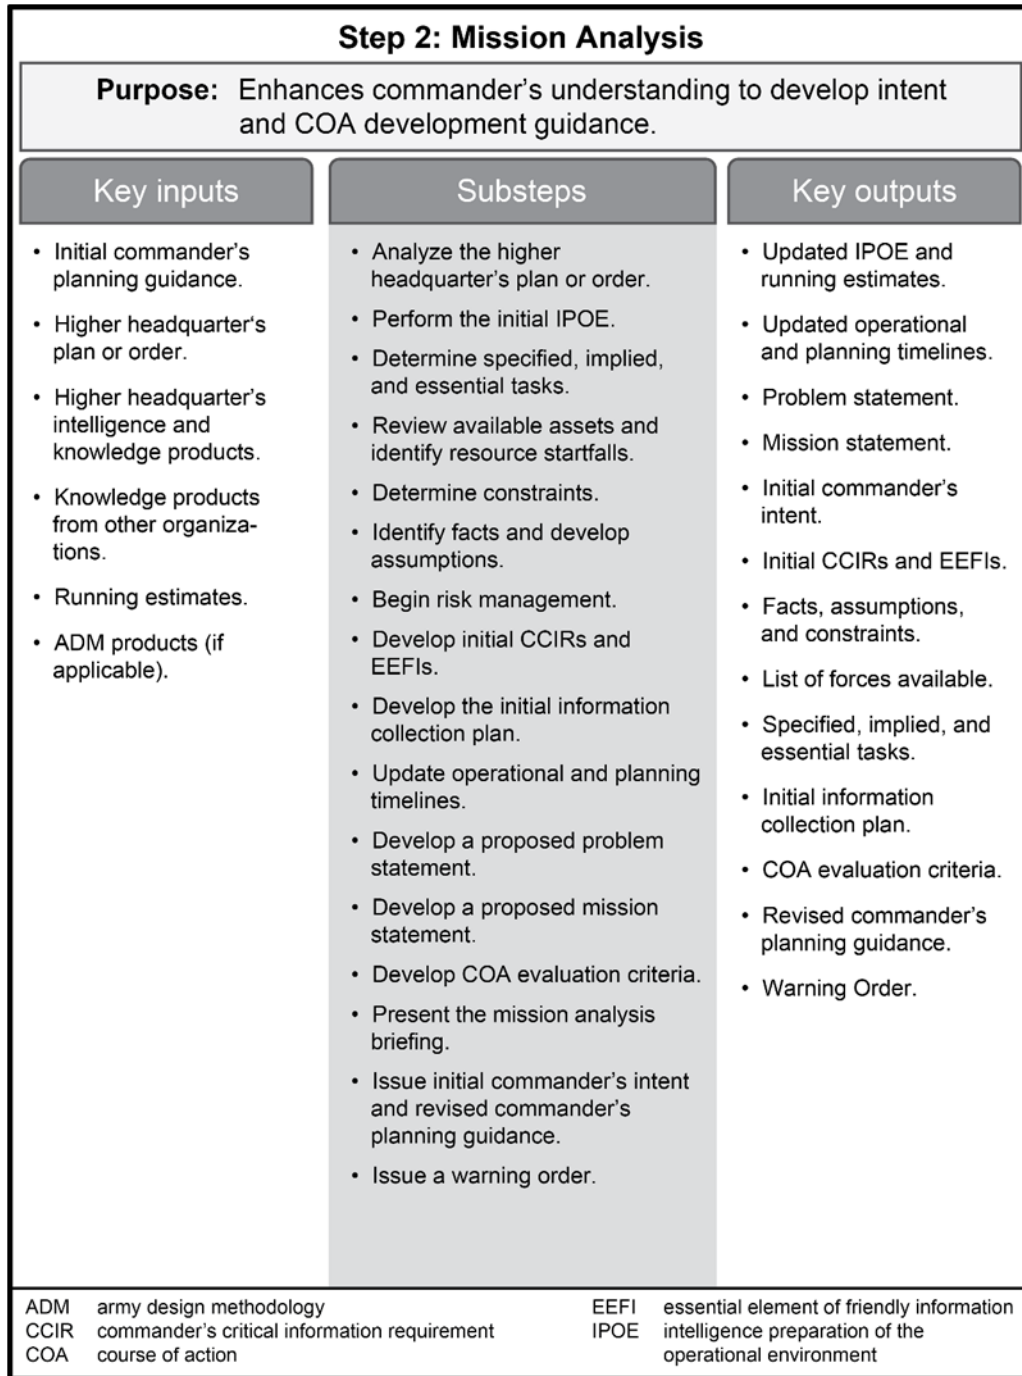 Step 2: Mission Analysis
Purpose: Enhances commander's understanding to develop intent
and COA development guidance.
Key inputs
• Initial commander's
planning guidance.
• Higher headquarter‘s
plan or order.
• Higher headquarter's
intelligence and
knowledge products.
• Knowledge products
from other organiza-
tions.
• Running estimates.
• ADM products (if
applicable).
Substeps
• Analyze the higher
headquarter's plan or order.
• Perform the initial IPOE.
• Determine specified, implied,
and essential tasks.
• Review available assets and
identify resource startfalls.
• Determine constraints.
• Identify facts and develop
assumptions.
• Begin risk management.
• Develop initial CCIRs and
EEFIs.
• Develop the initial information
collection plan.
• Update operational and planning
timelines.
• Develop a proposed problem
statement.
• Develop a proposed mission
statement.
• Develop COA evaluation criteria.
• Present the mission analysis
briefing.
• Issue initial commander's intent
and revised commander's
planning guidance.
• Issue a warning order.
Key outputs
• Updated IPOE and
running estimates.
• Updated operational
and planning timelines.
• Problem statement.
• Mission statement.
• Initial commander's
intent.
• Initial CCIRs and EEFIs.
• Facts, assumptions,
and constraints.
• List of forces available.
• Specified, implied, and
essential tasks.
• Initial information
collection plan.
• COA evaluation criteria.
• Revised commander's
planning guidance.
• Warning Order.
ADM army design methodology
CCIR commander's critical information requirement
COA course of action
EEFI essential element of friendly information
IPOE intelligence preparation of the
operational environment